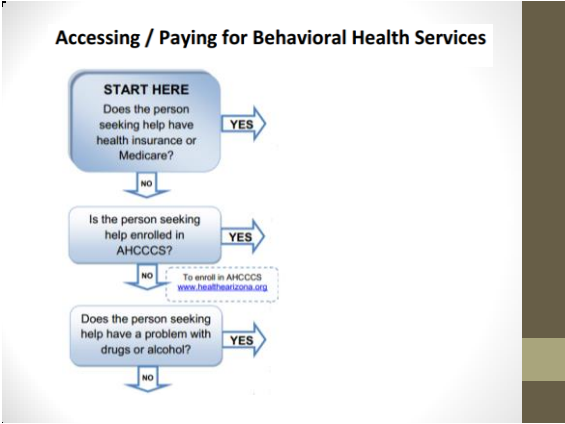 Accessing / Paying for Behavioral Health Services
START HERE
Does the person
seeking help have
health insurance or
Medicare?
YES
NO
Is the person seeking
help enrolled in
AHCCCS?
YES
NO
To enroll in AHCCCS
www.healthearizona.org
Does the person seeking
help have a problem with
drugs or alcohol?
YES
NO